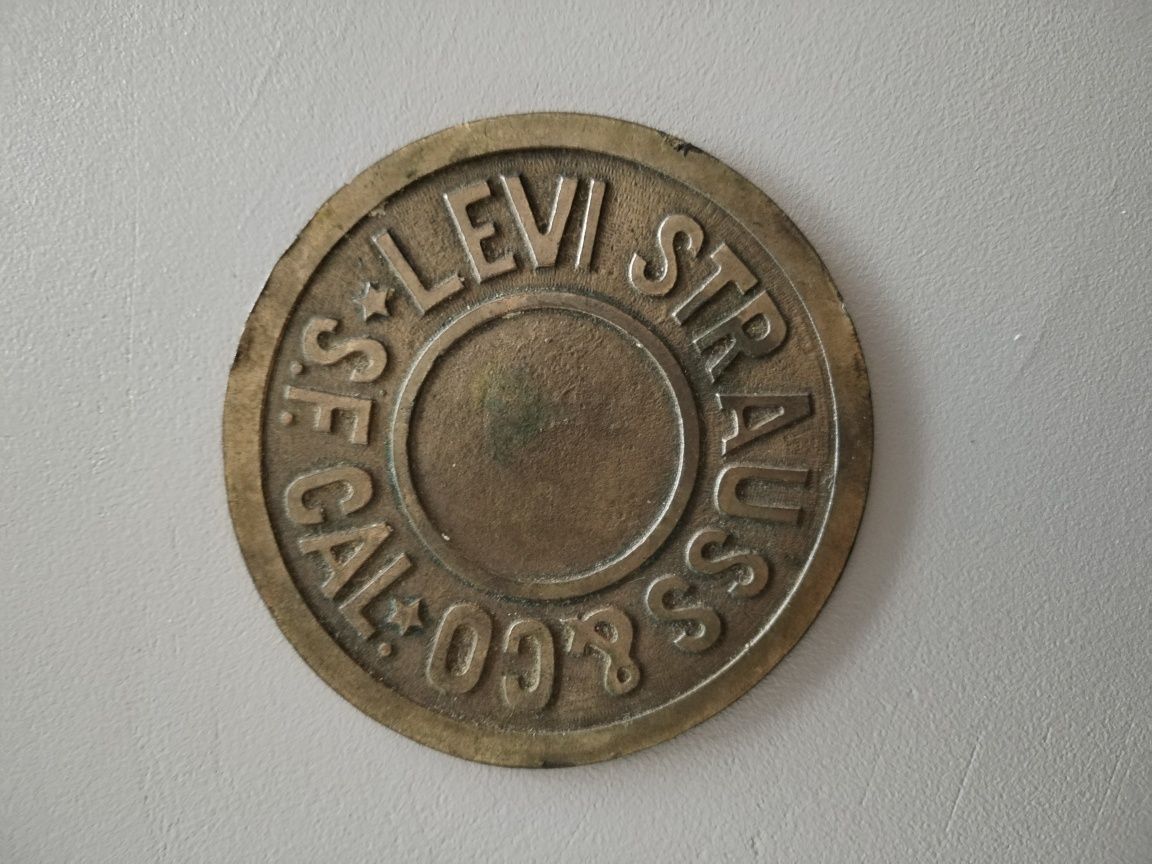 LEVI STRAUSS & CO ★ S.F. CAL. ★